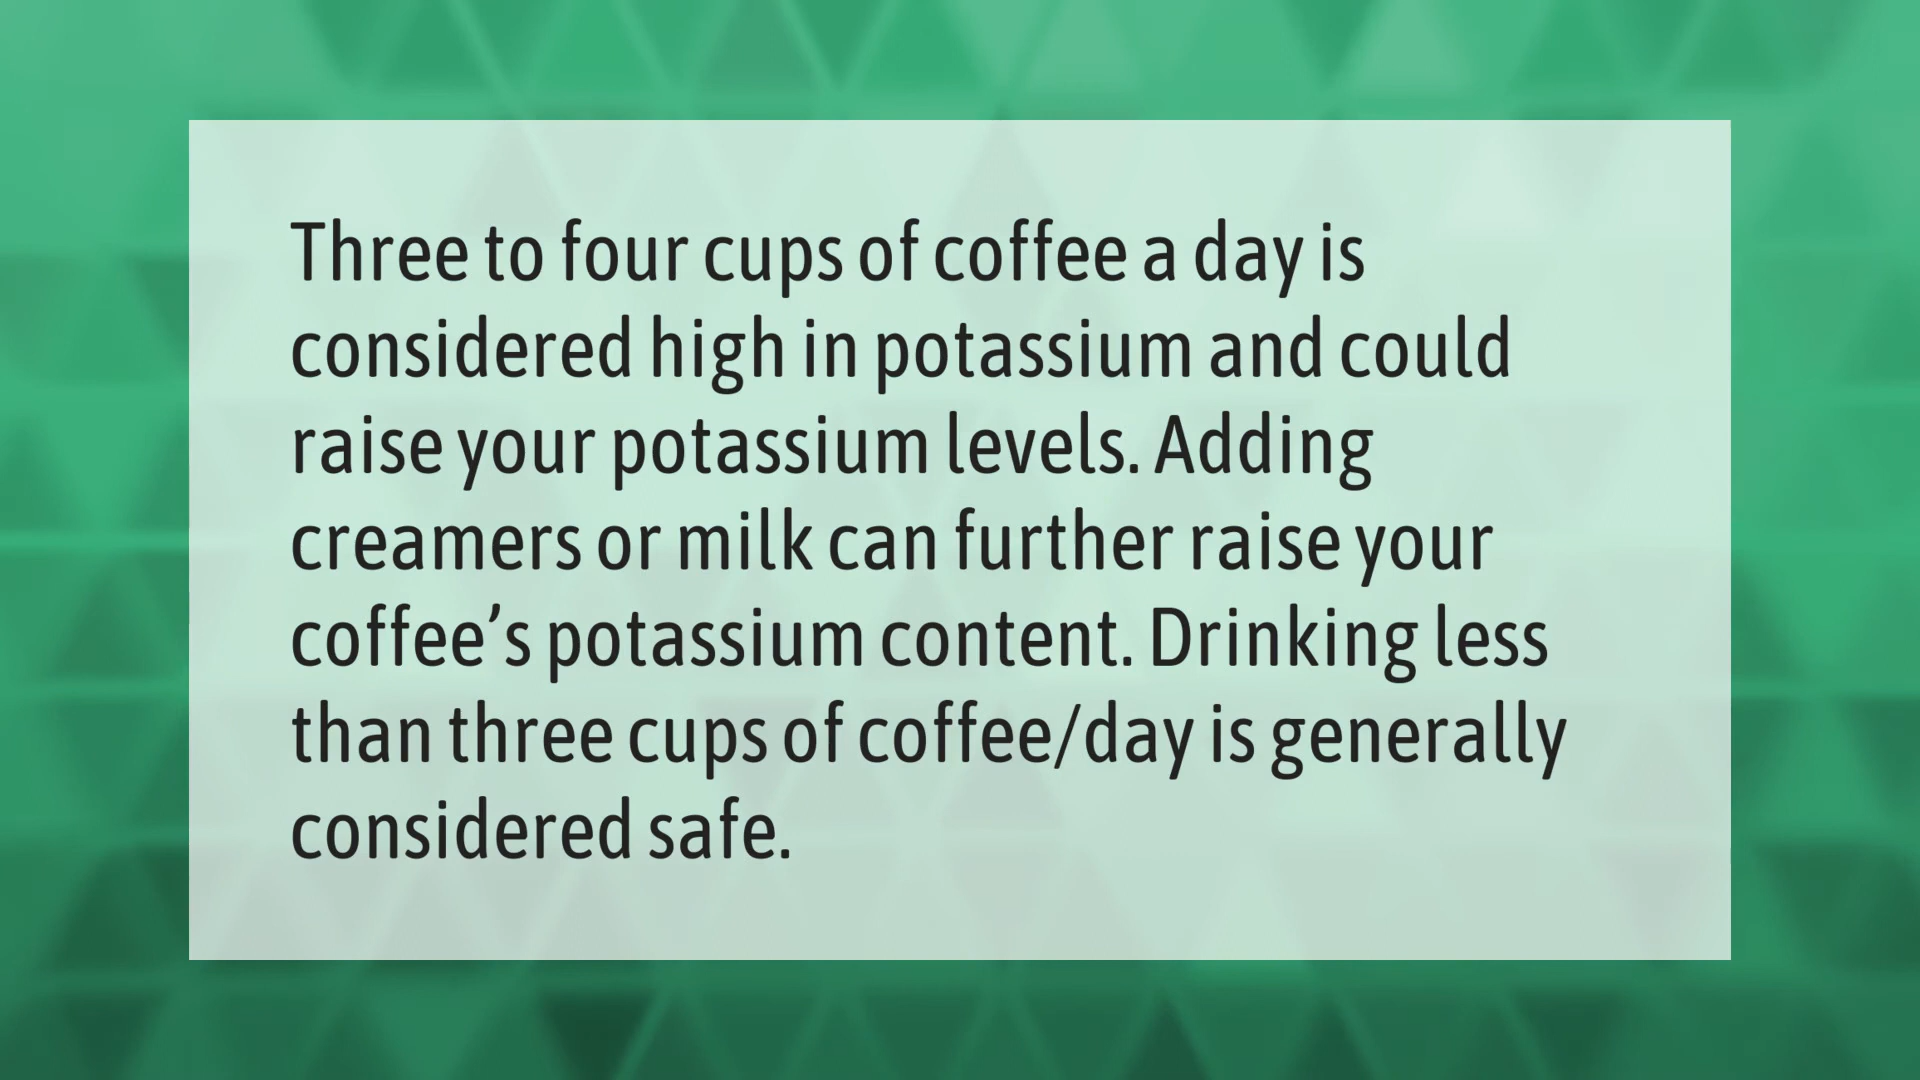 Three to four cups of coffee a day is
considered high in potassium and could
raise your potassium levels. Adding
creamers or milk can further raise your
coffee’s potassium content. Drinking less
than three cups of coffee/day is generally
considered safe.